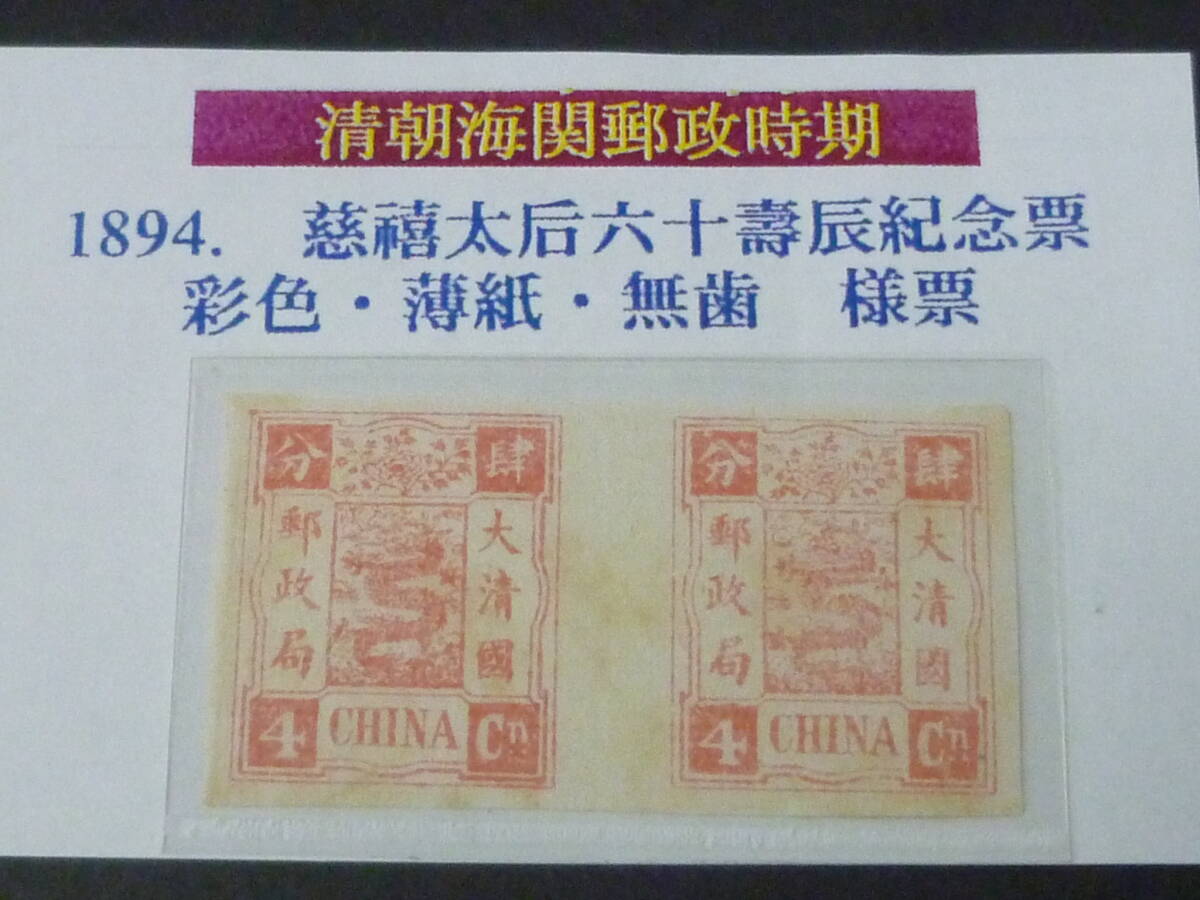 清朝海関郵政時期
1894. 慈禧太后六十壽辰紀念票
彩色・薄紙・無歯 様票
分 肆
大清國
郵政局
4 CHINA Cn
分 肆
大清國
郵政局
4 CHINA Cn